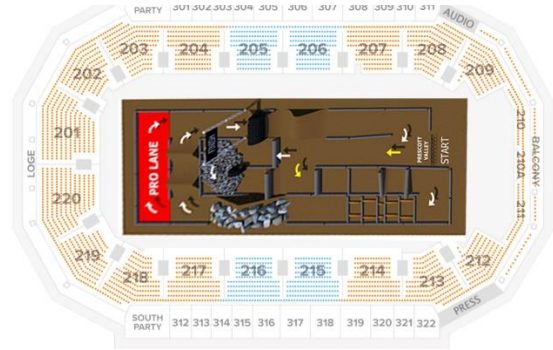 PARTY 301 302 303 304 305 306 307 308 309 310 311
AUDIO
203 204 205 206 207 208
202 209
201 210
LOGE PRO LANE PRESCOTT VALLEY START 210A BALCONY
220 211
219 212
218 217 216 215 214 213
PRESS
SOUTH PARTY 312 313 314 315 316 317 318 319 320 321 322